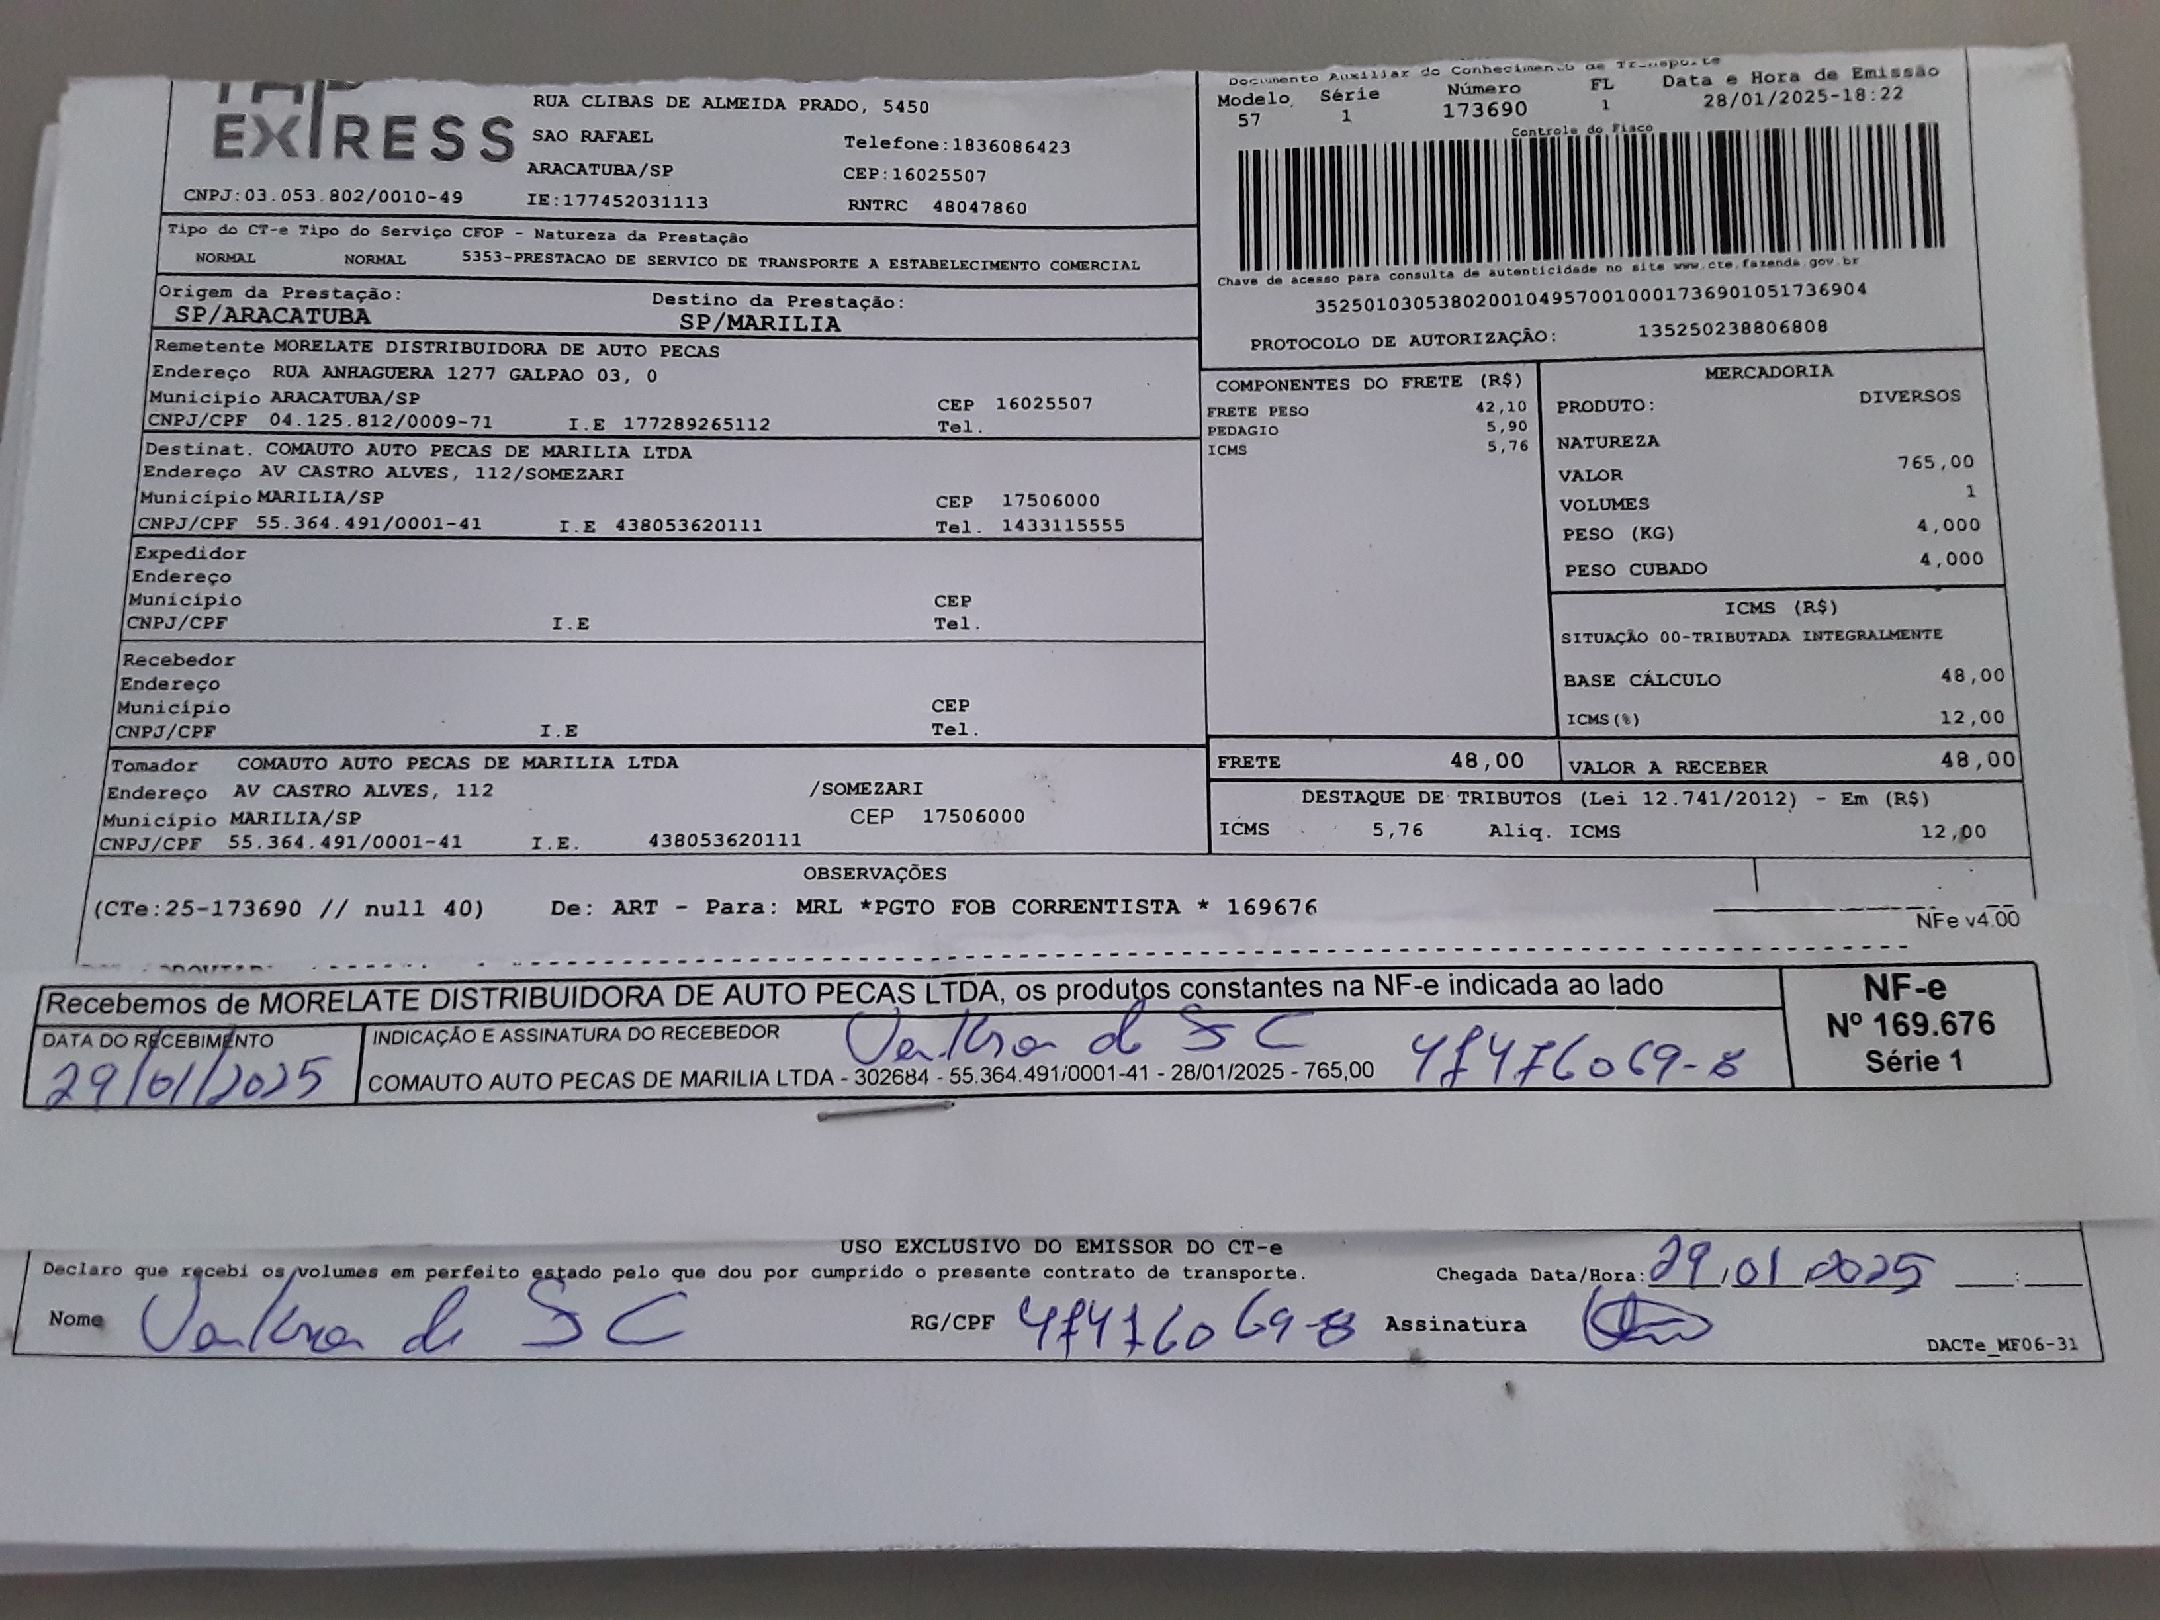 EXPRESS
RUA CLIBAS DE ALMEIDA PRADO, 5450
SAO RAFAEL
Telefone:1836086423
ARACATUBA/SP
CEP:16025507
CNPJ:03.053.802/0010-49
IE:177452031113
RNTRC 48047860
Documento Auxiliar do Conhecimento de Transporte
Modelo Série Número FL Data e Hora de Emissão
57 1 173690 1 28/01/2025-18:22
Controle do Fisco
Chave de acesso para consulta de autenticidade no site www.cte.fazenda.gov.br
35250103053802001049570010001736901051736904
PROTOCOLO DE AUTORIZAÇÃO: 135250238806808
Tipo do CT-e Tipo do Serviço CFOP - Natureza da Prestação
NORMAL NORMAL 5353-PRESTACAO DE SERVICO DE TRANSPORTE A ESTABELECIMENTO COMERCIAL
Origem da Prestação: Destino da Prestação:
SP/ARACATUBA SP/MARILIA
Remetente MORELATE DISTRIBUIDORA DE AUTO PECAS
Endereço RUA ANHAGUERA 1277 GALPAO 03, 0
Município ARACATUBA/SP CEP 16025507
CNPJ/CPF 04.125.812/0009-71 I.E 177289265112 Tel.
Destinat. COMAUTO AUTO PECAS DE MARILIA LTDA
Endereço AV CASTRO ALVES, 112/SOMEZARI
Município MARILIA/SP CEP 17506000
CNPJ/CPF 55.364.491/0001-41 I.E 438053620111 Tel. 1433115555
Expedidor
Endereço
Município CEP
CNPJ/CPF I.E Tel.
Recebedor
Endereço
Município CEP
CNPJ/CPF I.E Tel.
Tomador COMAUTO AUTO PECAS DE MARILIA LTDA
Endereço AV CASTRO ALVES, 112 /SOMEZARI
Município MARILIA/SP CEP 17506000
CNPJ/CPF 55.364.491/0001-41 I.E. 438053620111
COMPONENTES DO FRETE (R$)
FRETE PESO 42,10
PEDAGIO 5,90
ICMS 5,76
MERCADORIA
PRODUTO: DIVERSOS
NATUREZA
VALOR 765,00
VOLUMES 1
PESO (KG) 4,000
PESO CUBADO 4,000
ICMS (R$)
SITUAÇÃO 00-TRIBUTADA INTEGRALMENTE
BASE CÁLCULO 48,00
ICMS(%) 12,00
FRETE 48,00 VALOR A RECEBER 48,00
DESTAQUE DE TRIBUTOS (Lei 12.741/2012) - Em (R$)
ICMS 5,76 Aliq. ICMS 12,00
OBSERVAÇÕES
(CTe:25-173690 // null 40) De: ART - Para: MRL *PGTO FOB CORRENTISTA * 169676
NFe v4.00
Recebemos de MORELATE DISTRIBUIDORA DE AUTO PECAS LTDA, os produtos constantes na NF-e indicada ao lado
NF-e
Nº 169.676
Série 1
DATA DO RECEBIMENTO
29/01/2025
INDICAÇÃO E ASSINATURA DO RECEBEDOR
COMAUTO AUTO PECAS DE MARILIA LTDA - 302684 - 55.364.491/0001-41 - 28/01/2025 - 765,00
USO EXCLUSIVO DO EMISSOR DO CT-e
Declaro que recebi os volumes em perfeito estado pelo que dou por cumprido o presente contrato de transporte. Chegada Data/Hora: 29/01/2025 ___:___
Nome RG/CPF Assinatura
DACTe_MF06-31